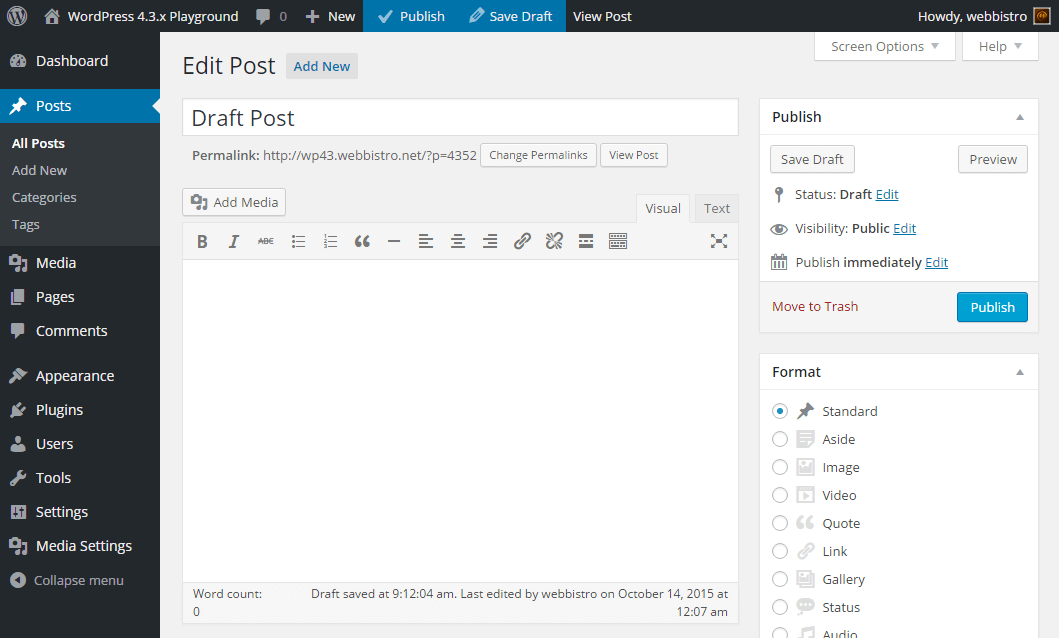 WordPress 4.3.x Playground 0 New Publish Save Draft View Post Howdy, webbistro
Screen Options Help
Dashboard
Posts
All Posts
Add New
Categories
Tags
Media
Pages
Comments
Appearance
Plugins
Users
Tools
Settings
Media Settings
Collapse menu
Edit Post Add New
Draft Post
Permalink: http://wp43.webbistro.net/?p=4352 Change Permalinks View Post
Add Media
Visual Text
B I ABC
Word count:
0
Draft saved at 9:12:04 am. Last edited by webbistro on October 14, 2015 at
12:07 am
Publish
Save Draft Preview
Status: Draft Edit
Visibility: Public Edit
Publish immediately Edit
Move to Trash Publish
Format
Standard
Aside
Image
Video
Quote
Link
Gallery
Status
Audio